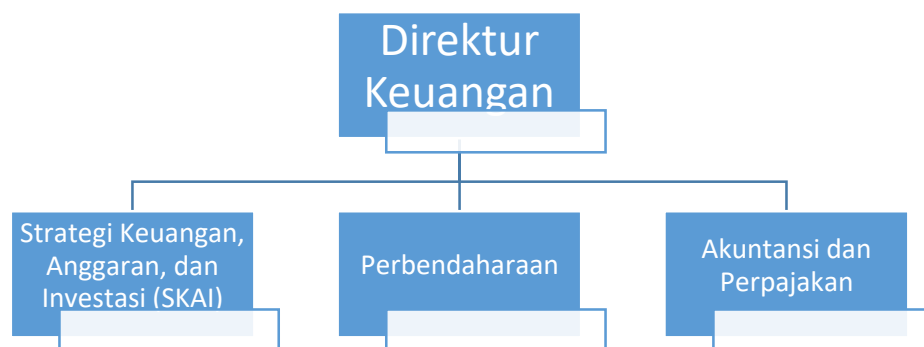 Direktur
Keuangan
Strategi Keuangan,
Anggaran, dan
Investasi (SKAI)
Perbendaharaan
Akuntansi dan
Perpajakan